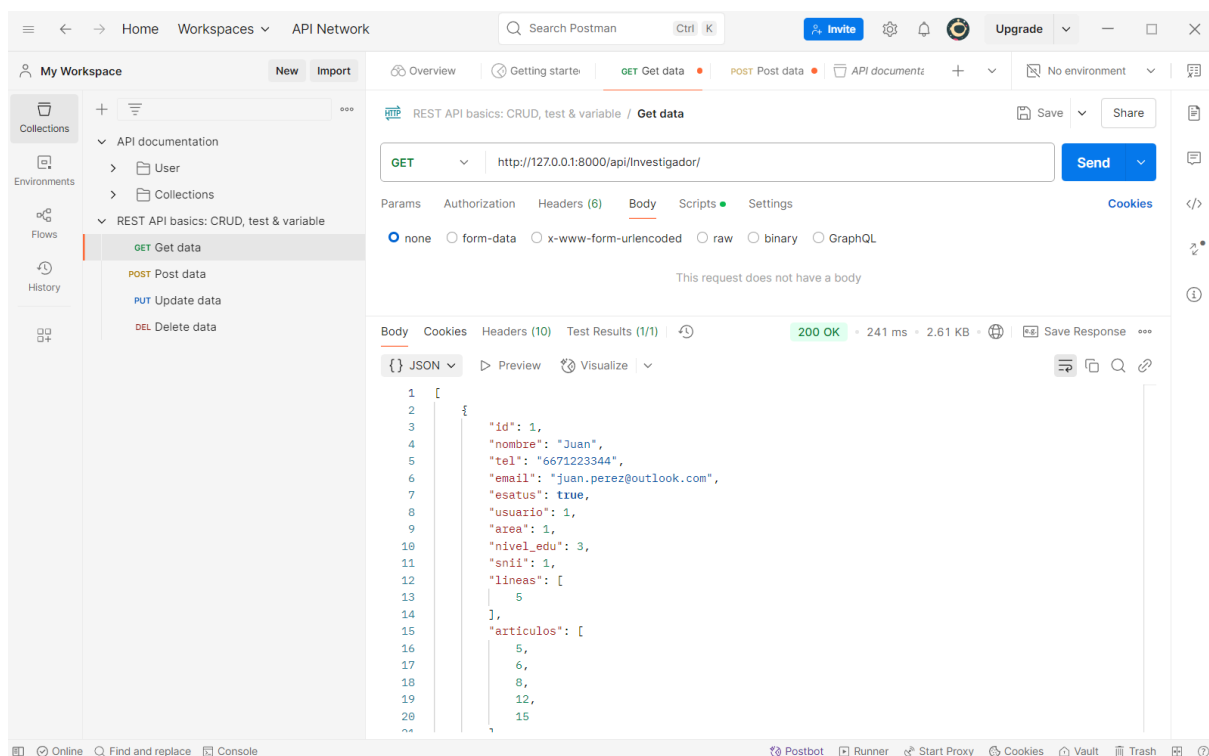 Home Workspaces API Network Search Postman Ctrl K Invite Upgrade
My Workspace New Import Overview Getting starte GET Get data POST Post data API documenta No environment
Collections
Environments
Flows
History
API documentation
User
Collections
REST API basics: CRUD, test & variable
GET Get data
POST Post data
PUT Update data
DEL Delete data
HTTP REST API basics: CRUD, test & variable / Get data Save Share
GET http://127.0.0.1:8000/api/Investigador/ Send
Params Authorization Headers (6) Body Scripts Settings Cookies
none form-data x-www-form-urlencoded raw binary GraphQL
This request does not have a body
Body Cookies Headers (10) Test Results (1/1) 200 OK 241 ms 2.61 KB e.g. Save Response
{} JSON Preview Visualize
1 [
2 {
3 "id": 1,
4 "nombre": "Juan",
5 "tel": "6671223344",
6 "email": "juan.perez@outlook.com",
7 "esatus": true,
8 "usuario": 1,
9 "area": 1,
10 "nivel_edu": 3,
11 "snii": 1,
12 "lineas": [
13 5
14 ],
15 "articulos": [
16 5,
17 6,
18 8,
19 12,
20 15
21 ]
Online Find and replace Console Postbot Runner Start Proxy Cookies Vault Trash